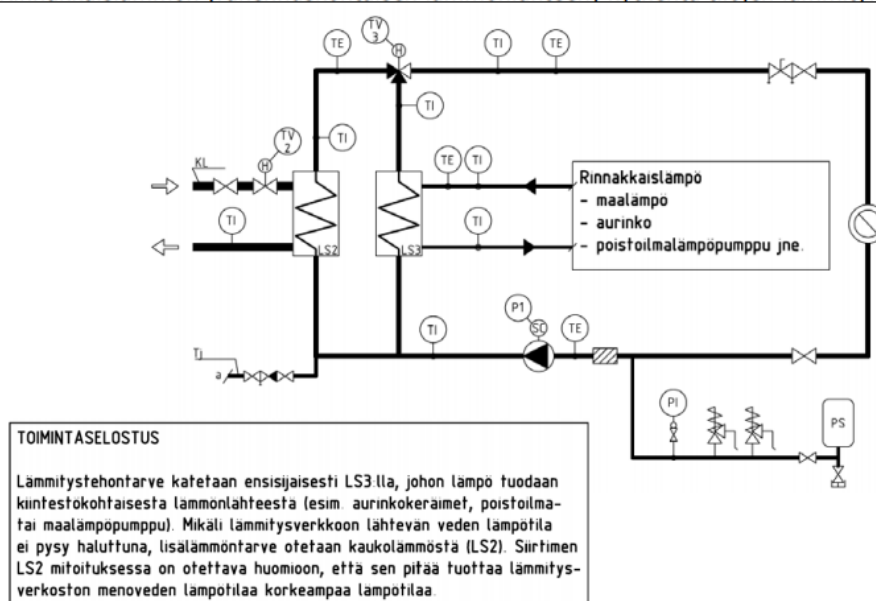 TV
3
H
TE
TI
TE
TI
TI
TV
2
H
KL
TE
TI
Rinnakkaislämpö
- maalämpö
- aurinko
- poistoilmalämpöpumppu jne.
TI
TI
LS2
LS3
P1
SC
TE
TI
Tj
a
PI
PS
TOIMINTASELOSTUS
Lämmitystehontarve katetaan ensisijaisesti LS3:lla, johon lämpö tuodaan
kiintestökohtaisesta lämmönlähteestä (esim. aurinkokeräimet, poistoilma-
tai maalämpöpumppu). Mikäli lämmitysverkkoon lähtevän veden lämpötila
ei pysy haluttuna, lisälämmöntarve otetaan kaukolämmöstä (LS2). Siirtimen
LS2 mitoituksessa on otettava huomioon, että sen pitää tuottaa lämmitys-
verkoston menoveden lämpötilaa korkeampaa lämpötilaa.